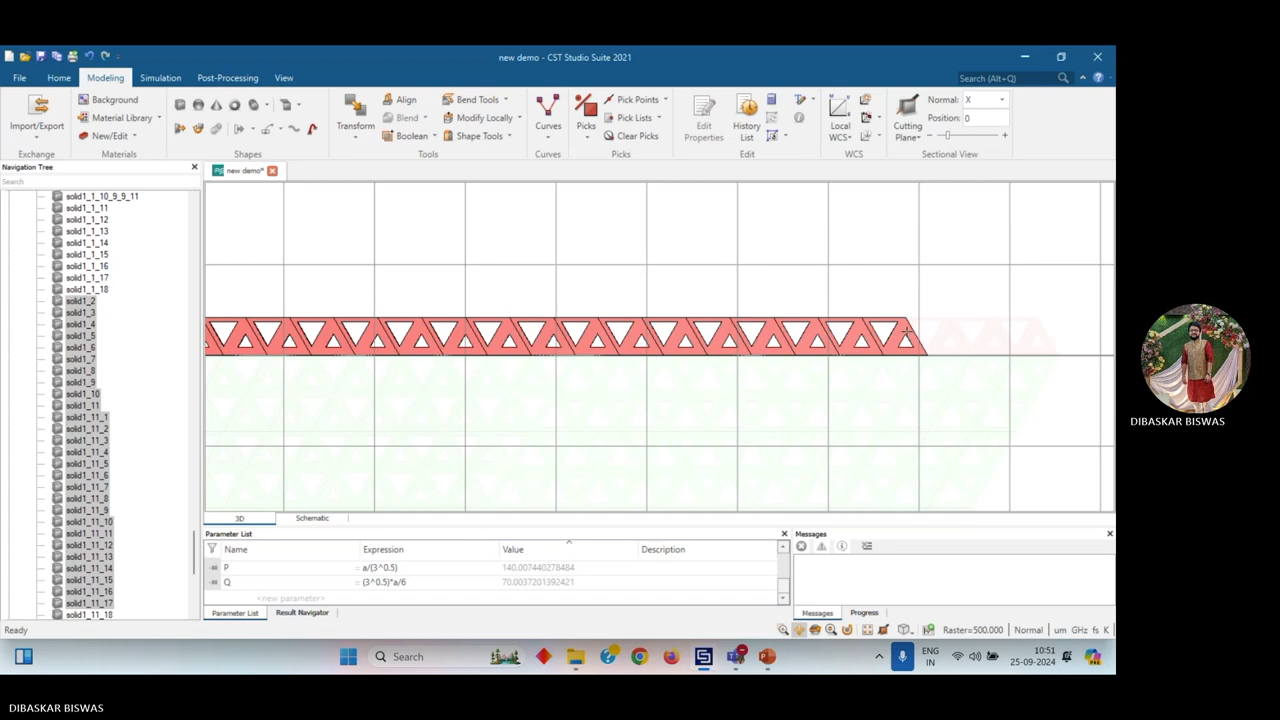 new demo - CST Studio Suite 2021
File Home Modeling Simulation Post-Processing View
Search (Alt+Q)
Import/Export
Background
Material Library
New/Edit
Transform
Align
Blend
Boolean
Bend Tools
Modify Locally
Shape Tools
Curves
Picks
Pick Points
Pick Lists
Clear Picks
Edit Properties
History List
Local WCS
Cutting Plane
Normal: X
Position: 0
Exchange Materials Shapes Tools Curves Picks Edit WCS Sectional View
Navigation Tree
Search
new demo*
solid1_1_10_9_9_11
solid1_1_11
solid1_1_12
solid1_1_13
solid1_1_14
solid1_1_15
solid1_1_16
solid1_1_17
solid1_1_18
solid1_2
solid1_3
solid1_4
solid1_5
solid1_6
solid1_7
solid1_8
solid1_9
solid1_10
solid1_11
solid1_11_1
solid1_11_2
solid1_11_3
solid1_11_4
solid1_11_5
solid1_11_6
solid1_11_7
solid1_11_8
solid1_11_9
solid1_11_10
solid1_11_11
solid1_11_12
solid1_11_13
solid1_11_14
solid1_11_15
solid1_11_16
solid1_11_17
solid1_11_18
3D Schematic
Parameter List
Name Expression Value Description
P = a/(3^0.5) 140.007440278484
Q = (3^0.5)*a/6 70.0037201392421
<new parameter>
Parameter List Result Navigator
Messages
Messages Progress
Ready
Raster=500.000 Normal um GHz fs K
Search
ENG
IN
10:51
25-09-2024
DIBASKAR BISWAS
DIBASKAR BISWAS